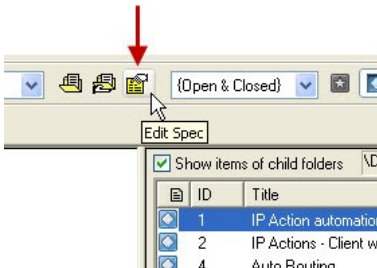 {Open & Closed}
Edit Spec
Show items of child folders
ID Title
1 IP Action automation
2 IP Actions - Client w
4 Auto Routing